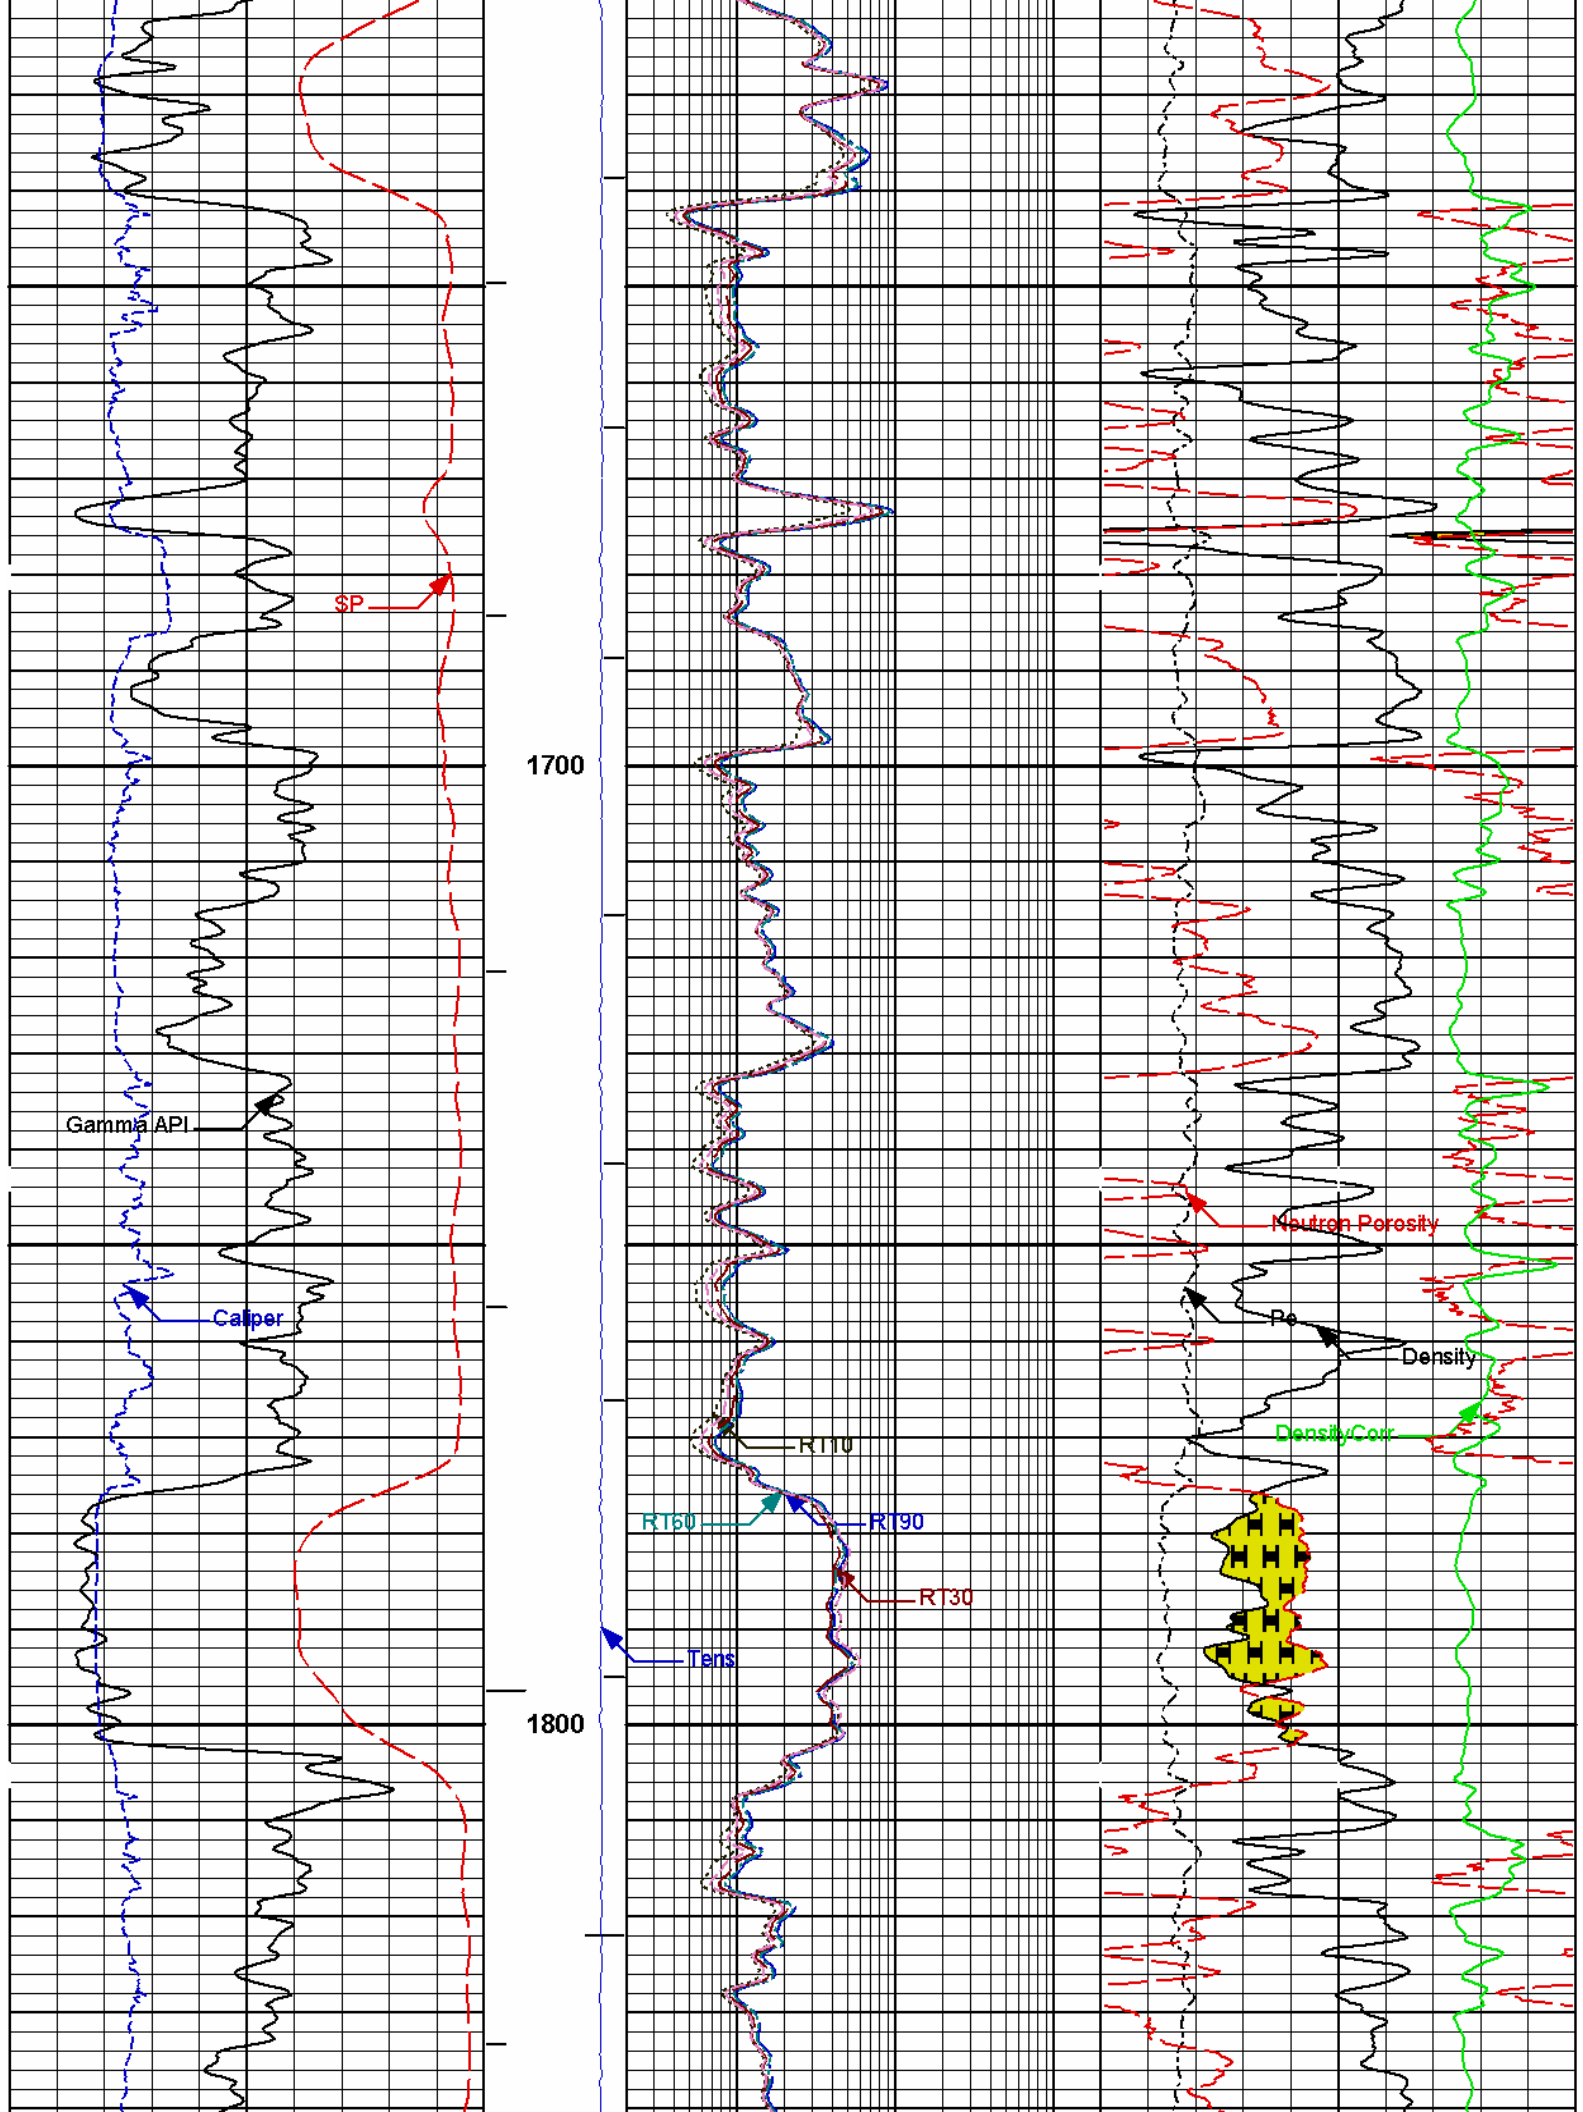 SP
1700
Gamma API
Neutron Porosity
Caliper
Pe
Density
DensityCorr
RT10
RT60
RT90
RT30
Tens
1800